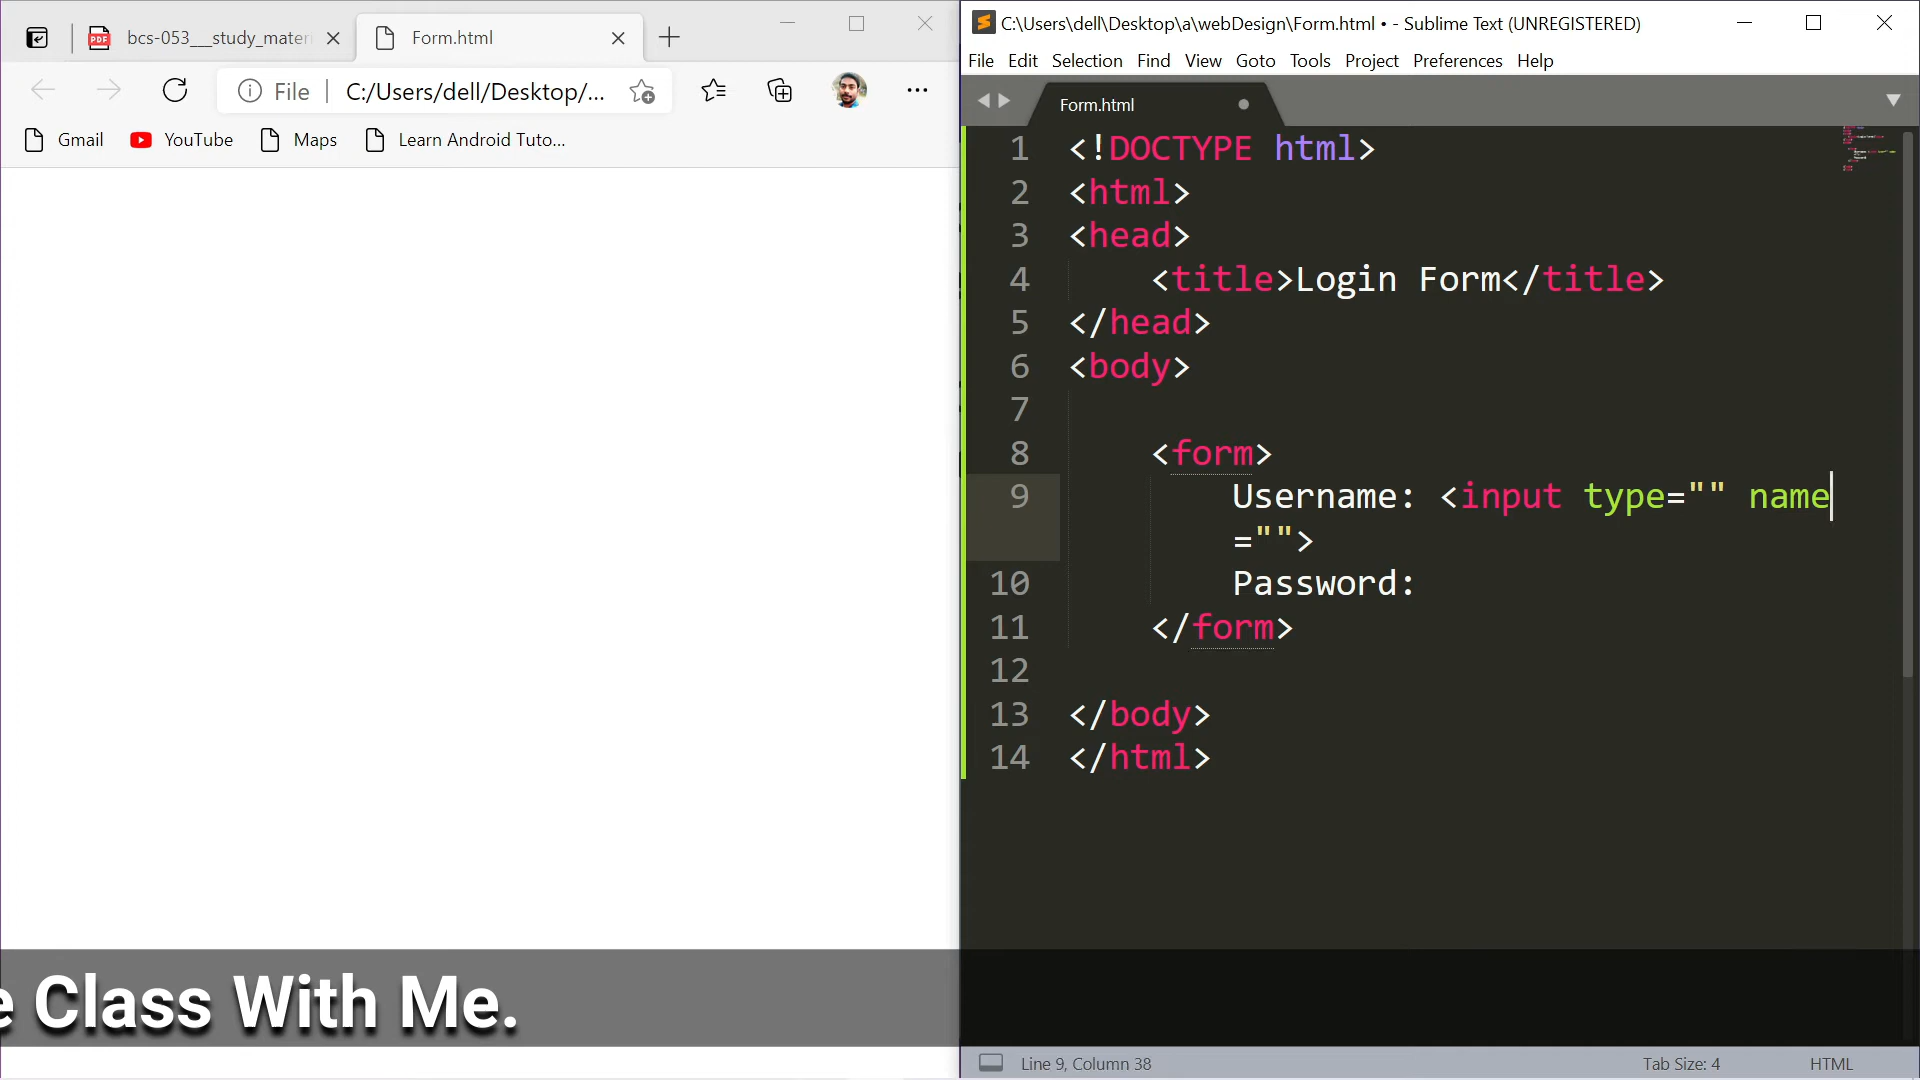 bcs-053___study_materi
Form.html
File
C:/Users/dell/Desktop/...
Gmail
YouTube
Maps
Learn Android Tuto...
PDF
e Class With Me.
C:\Users\dell\Desktop\a\webDesign\Form.html • - Sublime Text (UNREGISTERED)
File Edit Selection Find View Goto Tools Project Preferences Help
Form.html
1 <!DOCTYPE html>
2 <html>
3 <head>
4 <title>Login Form</title>
5 </head>
6 <body>
7
8 <form>
9 Username: <input type="" name
="">
10 Password:
11 </form>
12
13 </body>
14 </html>
Line 9, Column 38
Tab Size: 4
HTML